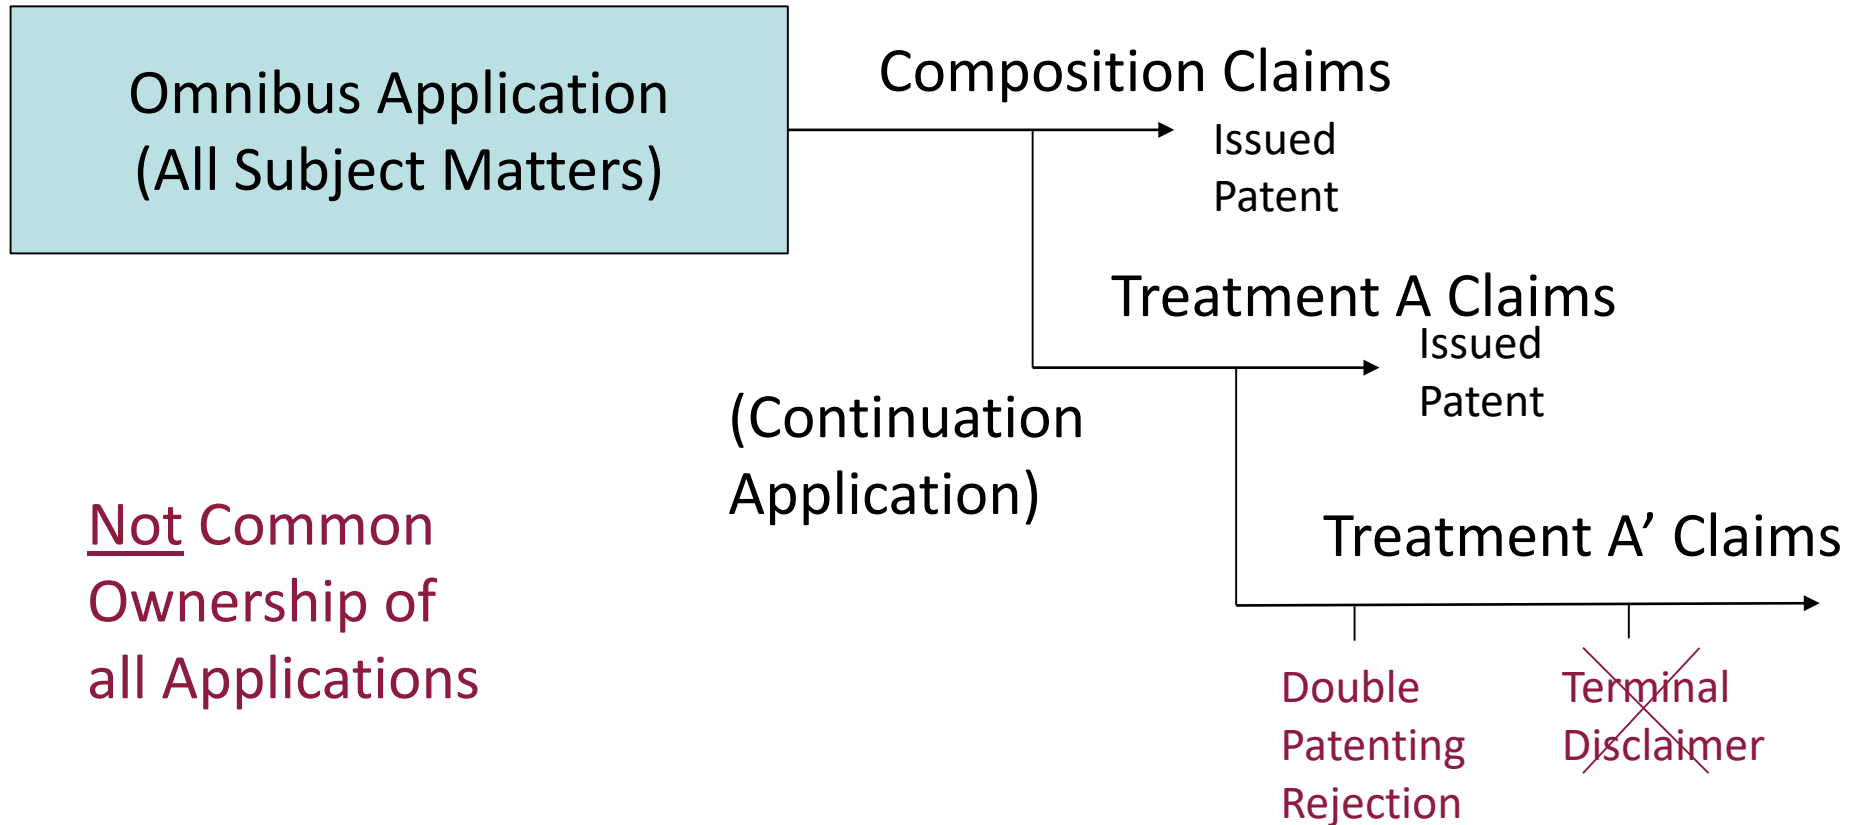 Omnibus Application
(All Subject Matters)
Composition Claims
Issued
Patent
Treatment A Claims
Issued
Patent
(Continuation
Application)
Not Common
Ownership of
all Applications
Treatment A’ Claims
Double
Patenting
Rejection
Terminal
Disclaimer